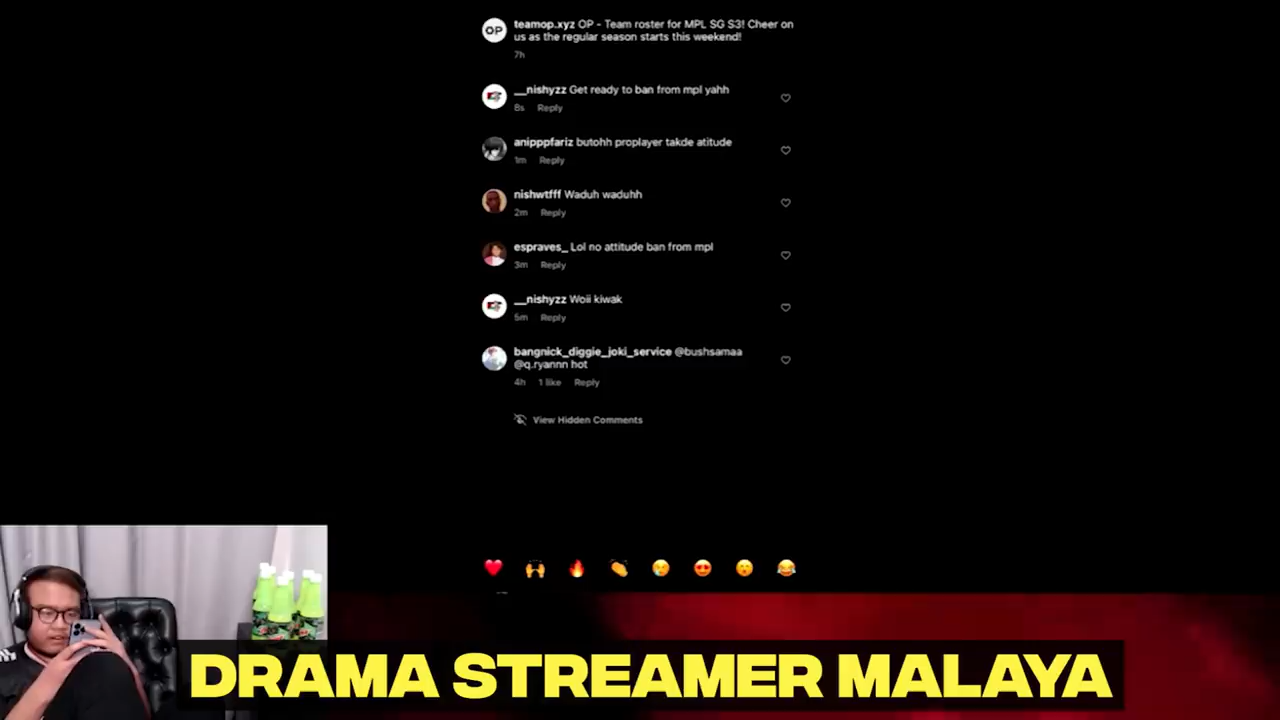 OP
teamop.xyz OP - Team roster for MPL SG S3! Cheer on
us as the regular season starts this weekend!
7h
__nishyzz Get ready to ban from mpl yahh
8s Reply
anipppfariz butohh proplayer takde atitude
1m Reply
nishwtfff Waduh waduhh
2m Reply
espraves_ Lol no attitude ban from mpl
3m Reply
__nishyzz Woii kiwak
5m Reply
bangnick_diggie_joki_service @bushsamaa
@q.ryannn hot
4h 1 like Reply
View Hidden Comments
DRAMA STREAMER MALAYA